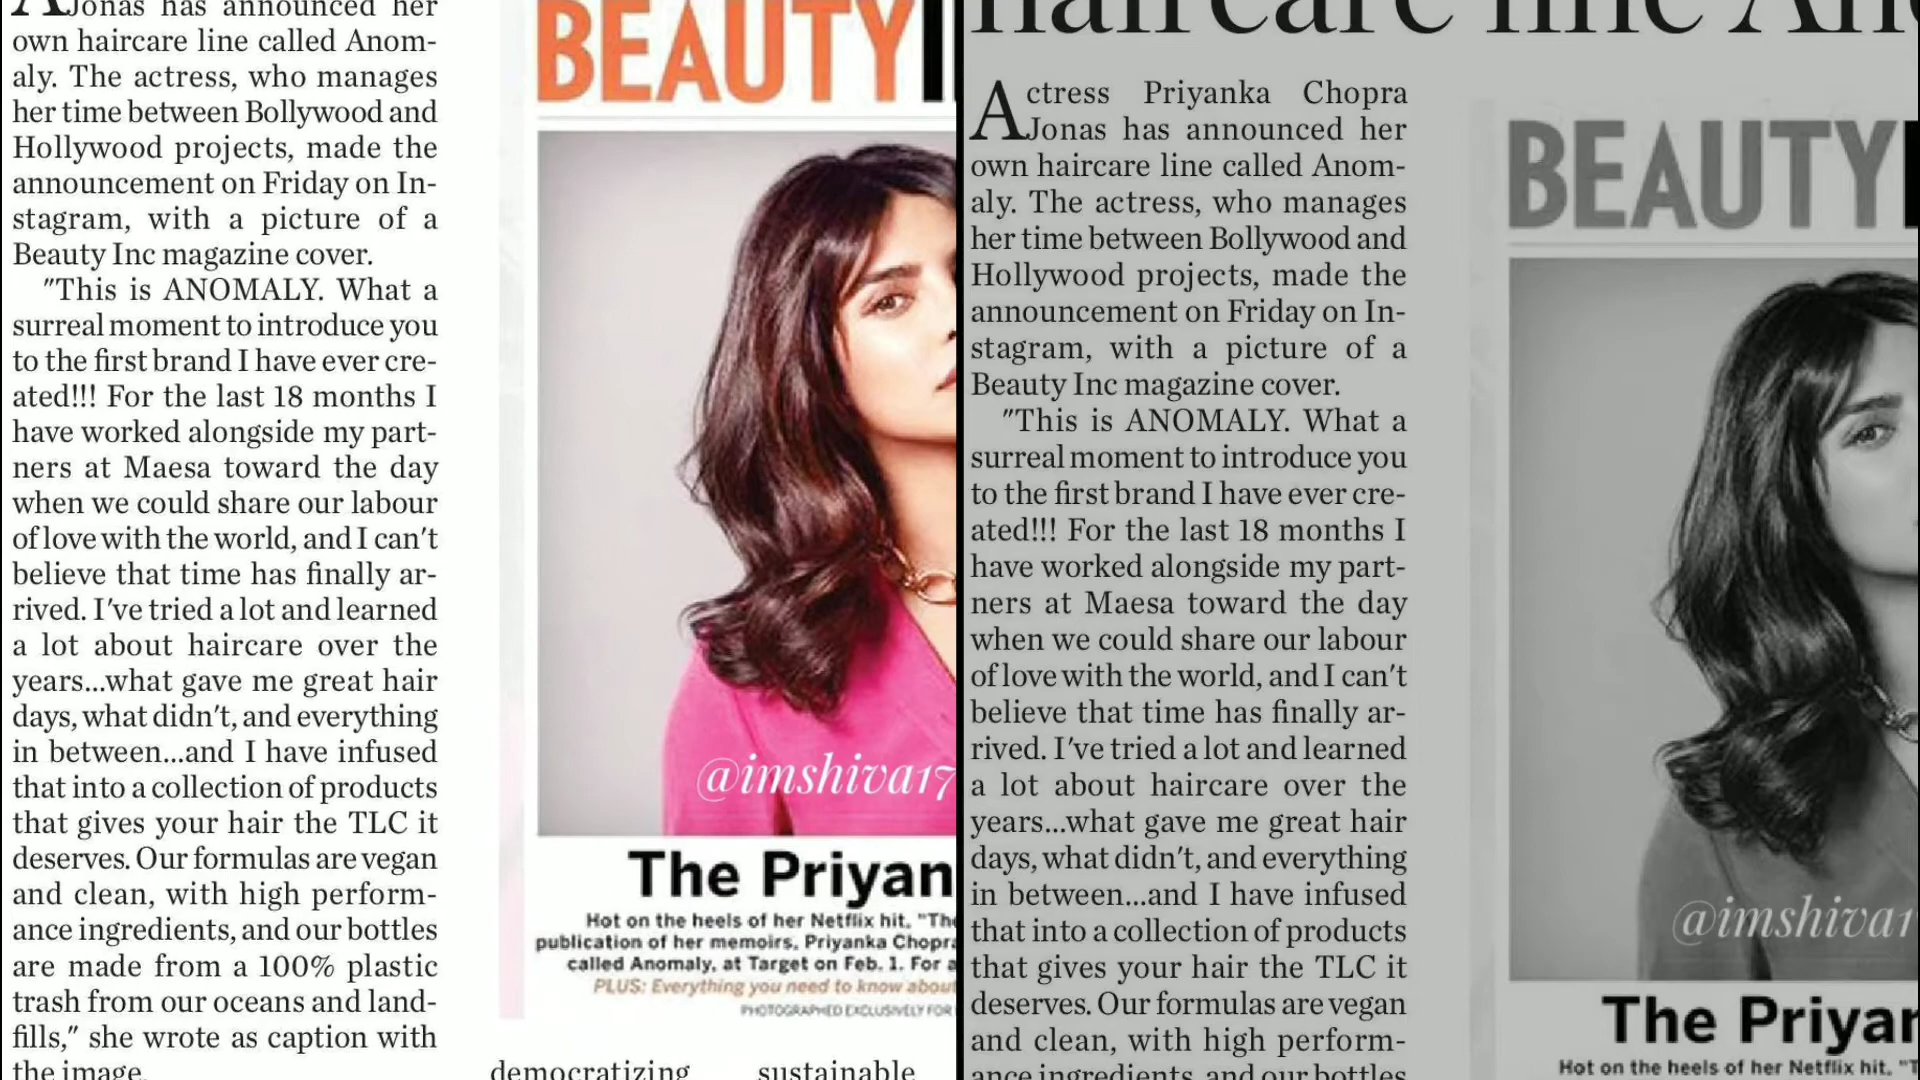 Jonas has announced her
own haircare line called Anom-
aly. The actress, who manages
her time between Bollywood and
Hollywood projects, made the
announcement on Friday on In-
stagram, with a picture of a
Beauty Inc magazine cover.
"This is ANOMALY. What a
surreal moment to introduce you
to the first brand I have ever cre-
ated!!! For the last 18 months I
have worked alongside my part-
ners at Maesa toward the day
when we could share our labour
of love with the world, and I can't
believe that time has finally ar-
rived. I've tried a lot and learned
a lot about haircare over the
years...what gave me great hair
days, what didn't, and everything
in between...and I have infused
that into a collection of products
that gives your hair the TLC it
deserves. Our formulas are vegan
and clean, with high perform-
ance ingredients, and our bottles
are made from a 100% plastic
trash from our oceans and land-
fills," she wrote as caption with
the image.
BEAUTY
@imshiva17
The Priyan
Hot on the heels of her Netflix hit, "Th
publication of her memoirs, Priyanka Chopra
called Anomaly, at Target on Feb. 1. For a
PLUS: Everything you need to know about
PHOTOGRAPHED EXCLUSIVELY FOR
democratizing sustainable
haircare line An
Actress Priyanka Chopra
Jonas has announced her
own haircare line called Anom-
aly. The actress, who manages
her time between Bollywood and
Hollywood projects, made the
announcement on Friday on In-
stagram, with a picture of a
Beauty Inc magazine cover.
"This is ANOMALY. What a
surreal moment to introduce you
to the first brand I have ever cre-
ated!!! For the last 18 months I
have worked alongside my part-
ners at Maesa toward the day
when we could share our labour
of love with the world, and I can't
believe that time has finally ar-
rived. I've tried a lot and learned
a lot about haircare over the
years...what gave me great hair
days, what didn't, and everything
in between...and I have infused
that into a collection of products
that gives your hair the TLC it
deserves. Our formulas are vegan
and clean, with high perform-
ance ingredients, and our bottles
BEAUTY
@imshiva1
The Priyar
Hot on the heels of her Netflix hit, "T